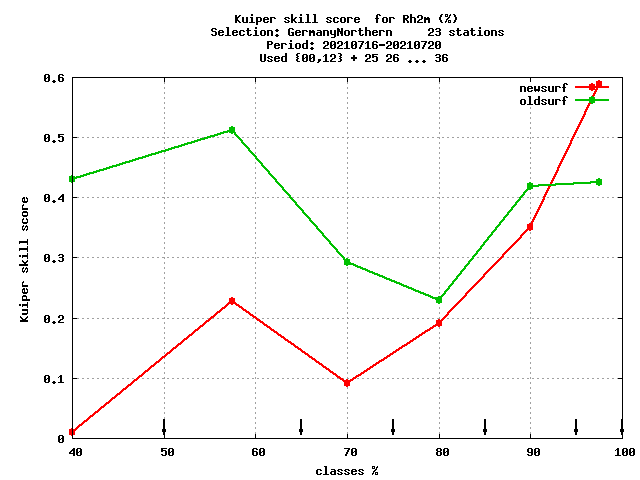 Kuiper skill score  for Rh2m (%)
Selection: GermanyNorthern     23 stations
Period: 20210716-20210720
Used {00,12} + 25 26 ... 36
newsurf
oldsurf
0.6
0.5
0.4
0.3
0.2
0.1
0
Kuiper skill score
40 50 60 70 80 90 100
classes %